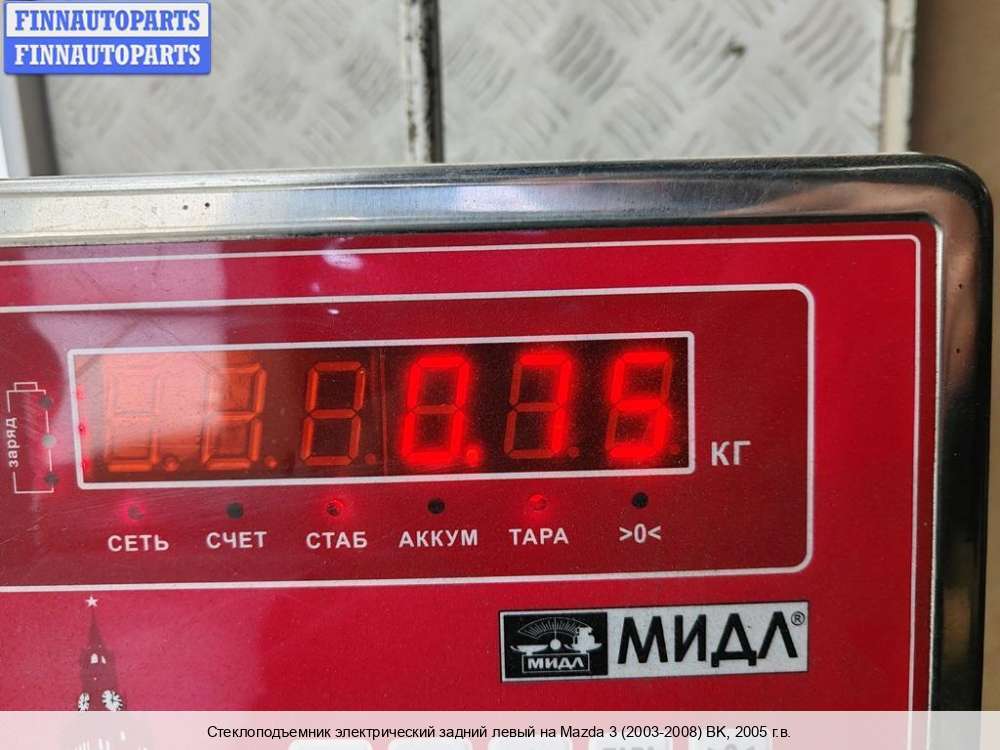 FINNAUTOPARTS
FINNAUTOPARTS
заряд
0.75
КГ
СЕТЬ СЧЕТ СТАБ АККУМ ТАРА >0<
МИДЛ
МИДЛ®
Стеклоподъемник электрический задний левый на Mazda 3 (2003-2008) BK, 2005 г.в.